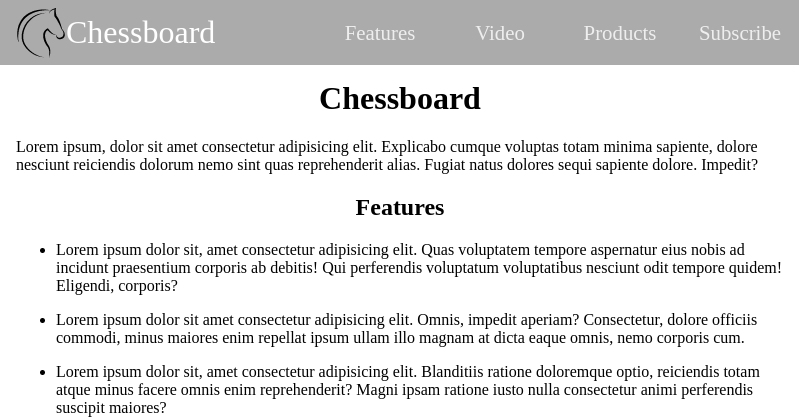 Chessboard Features Video Products Subscribe
Chessboard
Lorem ipsum, dolor sit amet consectetur adipisicing elit. Explicabo cumque voluptas totam minima sapiente, dolore
nesciunt reiciendis dolorum nemo sint quas reprehenderit alias. Fugiat natus dolores sequi sapiente dolore. Impedit?
Features
• Lorem ipsum dolor sit, amet consectetur adipisicing elit. Quas voluptatem tempore aspernatur eius nobis ad
incidunt praesentium corporis ab debitis! Qui perferendis voluptatum voluptatibus nesciunt odit tempore quidem!
Eligendi, corporis?
• Lorem ipsum dolor sit amet consectetur adipisicing elit. Omnis, impedit aperiam? Consectetur, dolore officiis
commodi, minus maiores enim repellat ipsum ullam illo magnam at dicta eaque omnis, nemo corporis cum.
• Lorem ipsum dolor sit, amet consectetur adipisicing elit. Blanditiis ratione doloremque optio, reiciendis totam
atque minus facere omnis enim reprehenderit? Magni ipsam ratione iusto nulla consectetur animi perferendis
suscipit maiores?